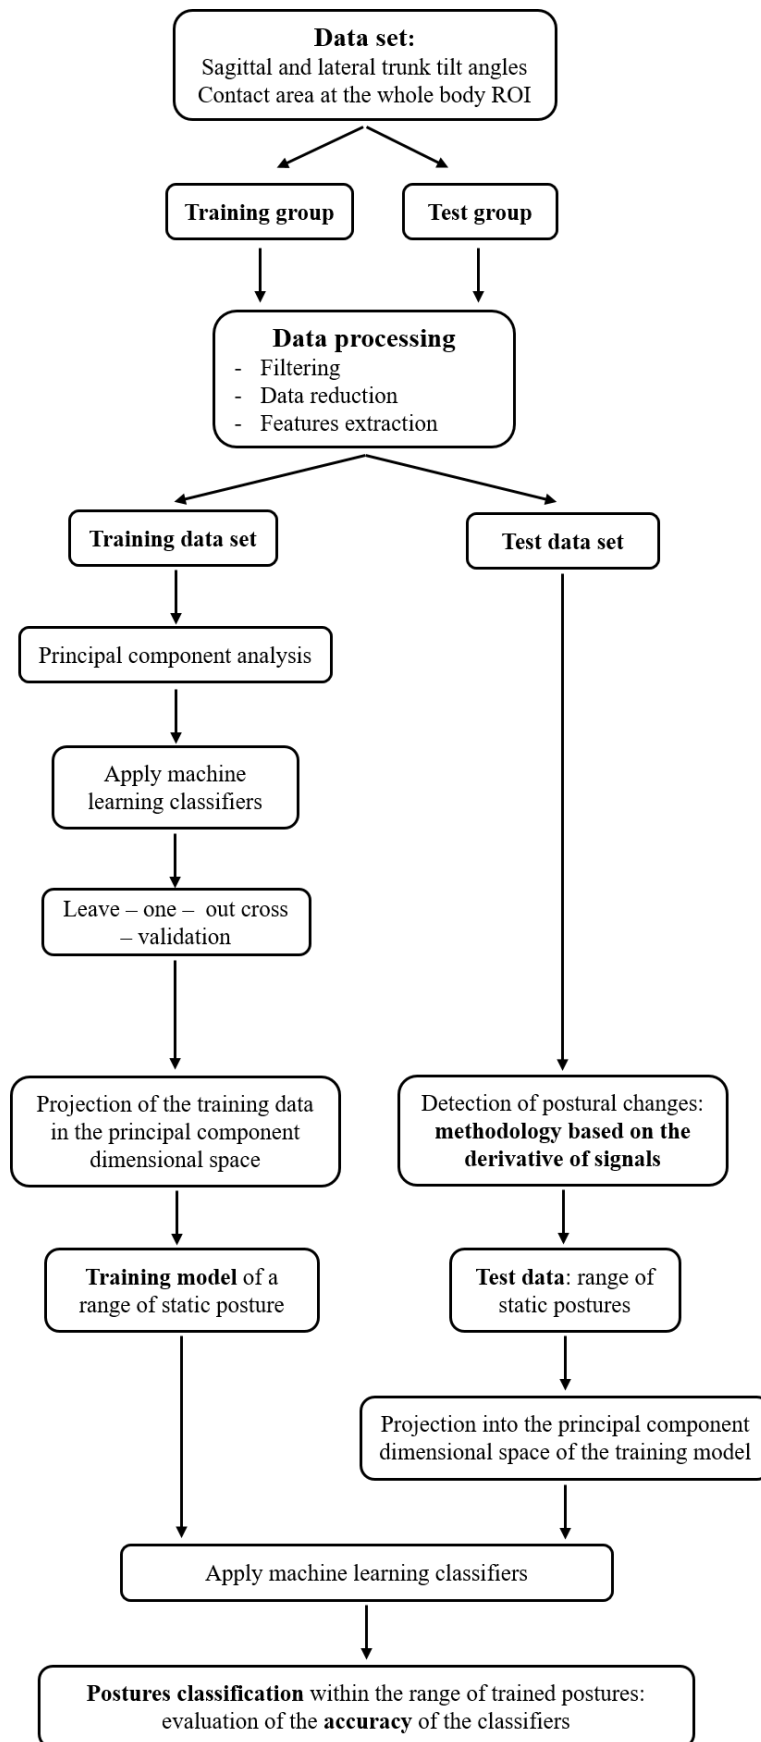 Data set:
Sagittal and lateral trunk tilt angles
Contact area at the whole body ROI
Training group
Test group
Data processing
- Filtering
- Data reduction
- Features extraction
Training data set
Test data set
Principal component analysis
Apply machine
learning classifiers
Leave – one – out cross
– validation
Projection of the training data
in the principal component
dimensional space
Detection of postural changes:
methodology based on the
derivative of signals
Training model of a
range of static posture
Test data: range of
static postures
Projection into the principal component
dimensional space of the training model
Apply machine learning classifiers
Postures classification within the range of trained postures:
evaluation of the accuracy of the classifiers